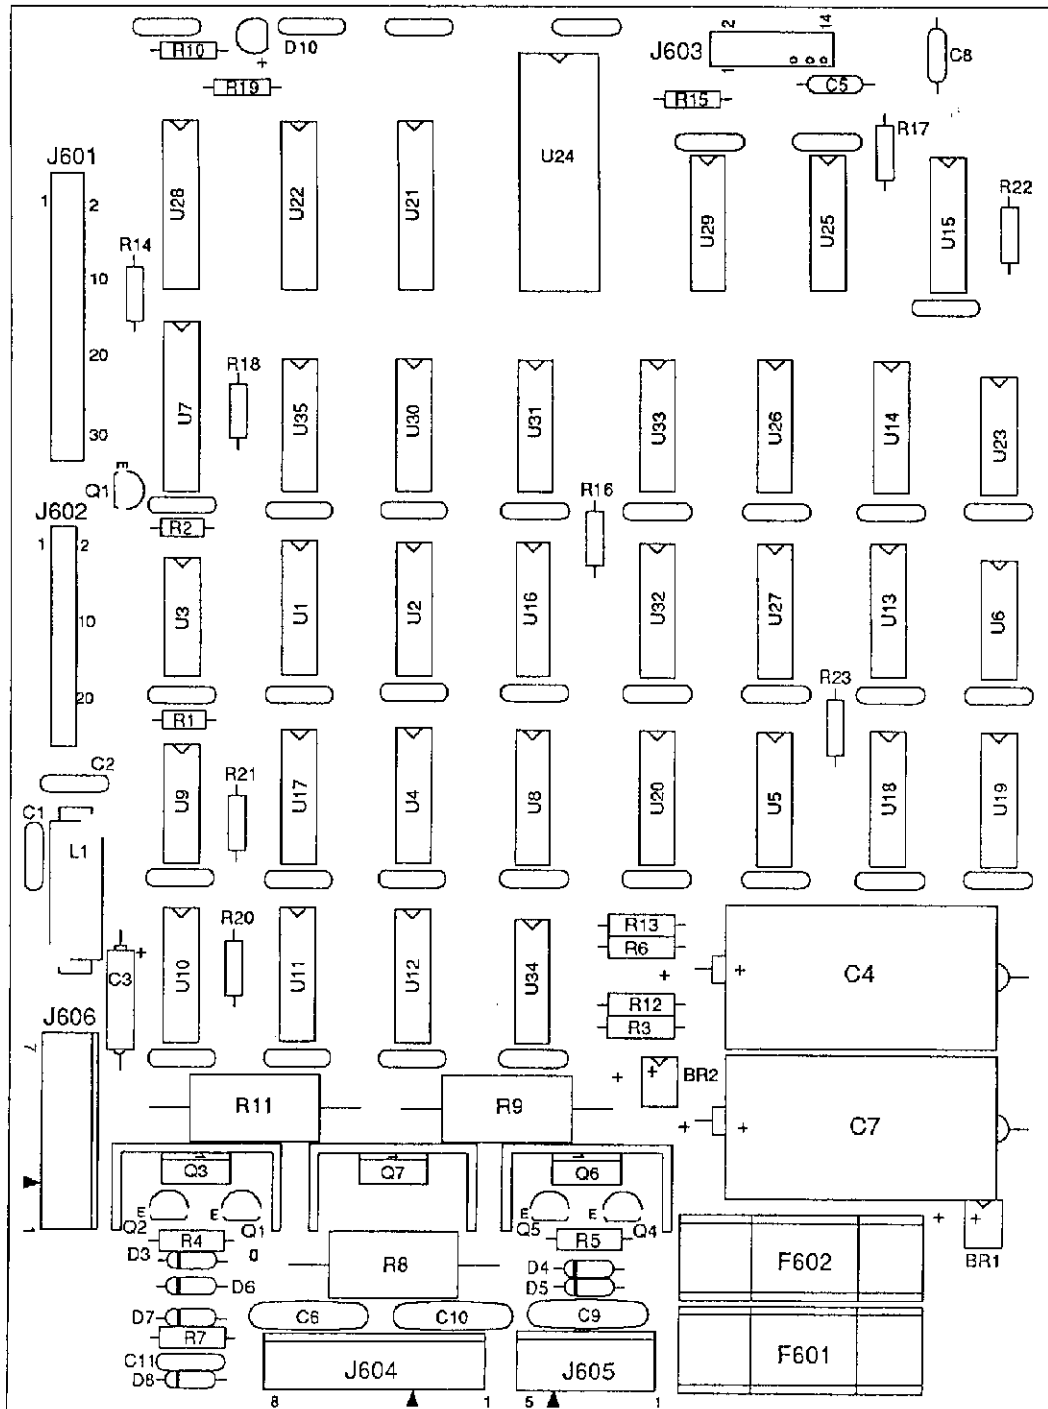 2 14
J603
R10 D10 C8
+
R19 1 C5
R15
R17
J601 U24
1 2 U28 U22 U21 U29 U25 U15 R22
R14
10
20
R18
U7 U35 U30 U31 U33 U26 U14 U23
30
E
Q1 R16
J602 R2
1 2
U3 U1 U2 U16 U32 U27 U13 U6
10
20 R23
R1
C2
R21
U9 U17 U4 U8 U20 U5 U18 U19
C1
L1
R20 R13
R6
+ U10 U11 U12 U34 + + C4
C3
R12
J606 R3
7
+ + BR2
R11 R9 C7
+ +
Q3 Q7 Q6
E E E E
Q2 Q1 Q5 Q4 + +
R4 R5
D3 0 D4 BR1
R8 F602
D6 D5
1
D7 C6 C10 C9
R7
C11 J604 J605 F601
D8
8 1 5 1